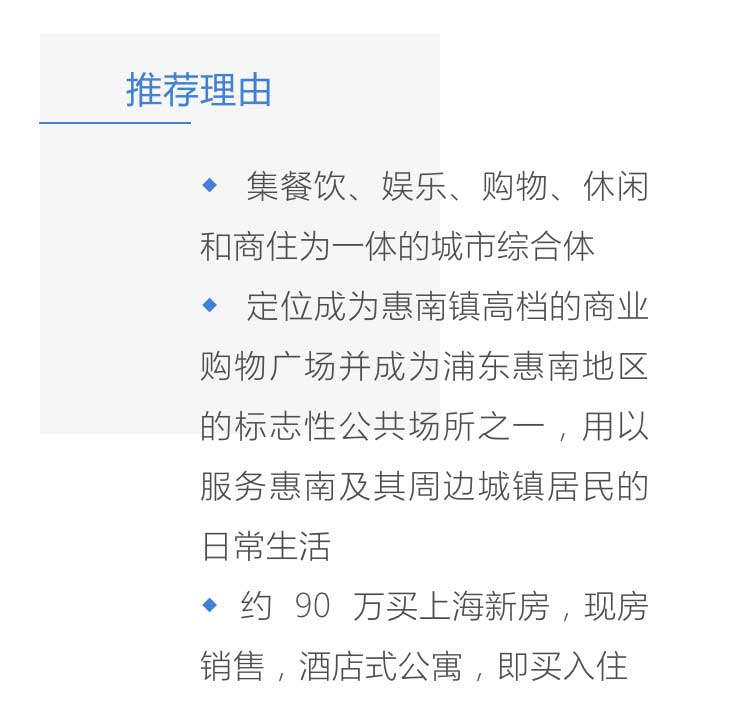 推荐理由
◆ 集餐饮、娱乐、购物、休闲
和商住为一体的城市综合体
◆ 定位成为惠南镇高档的商业
购物广场并成为浦东惠南地区
的标志性公共场所之一，用以
服务惠南及其周边城镇居民的
日常生活
◆ 约 90 万买上海新房，现房
销售，酒店式公寓，即买入住